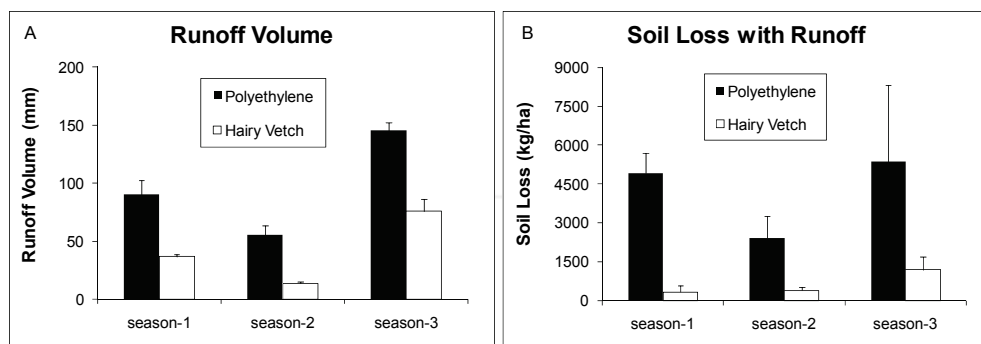 A
Runoff Volume
Runoff Volume (mm)
200
150
100
50
0
Polyethylene
Hairy Vetch
season-1
season-2
season-3
B
Soil Loss with Runoff
Soil Loss (kg/ha)
9000
7500
6000
4500
3000
1500
0
Polyethylene
Hairy Vetch
season-1
season-2
season-3